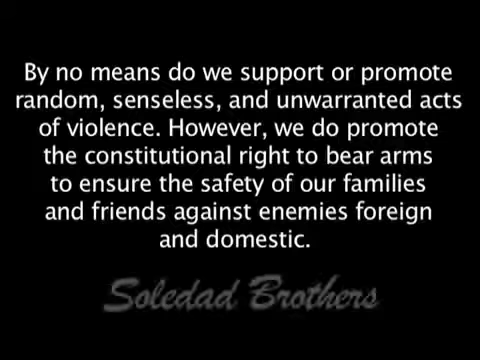 By no means do we support or promote
random, senseless, and unwarranted acts
of violence. However, we do promote
the constitutional right to bear arms
to ensure the safety of our families
and friends against enemies foreign
and domestic.
Soledad Brothers